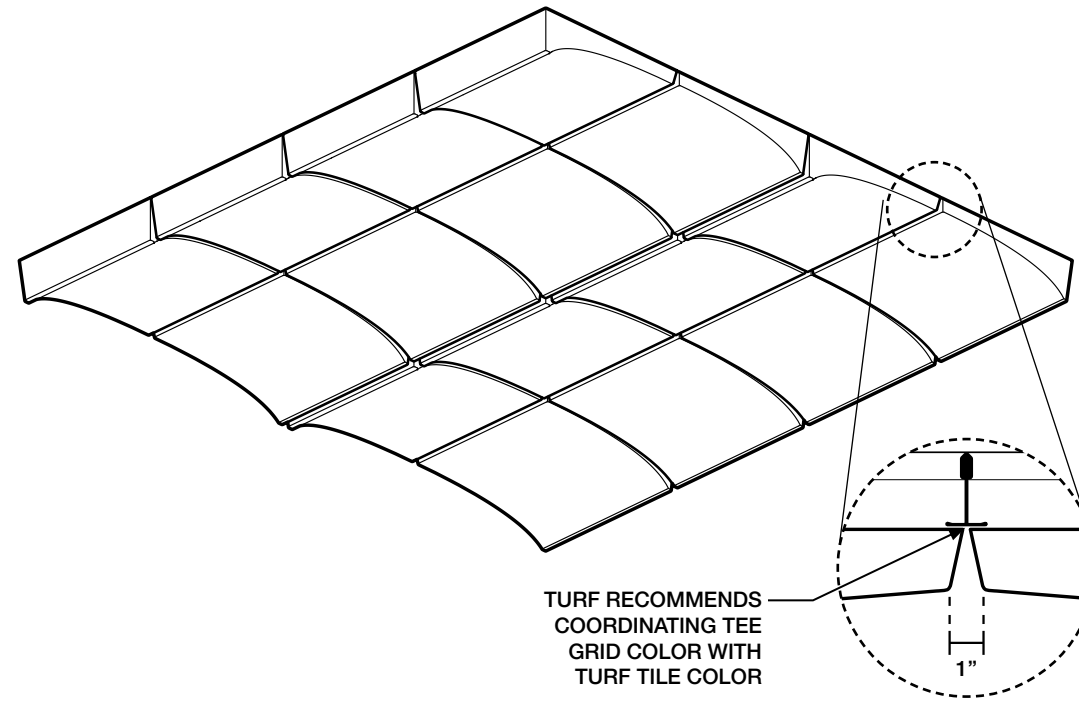 TURF RECOMMENDS
COORDINATING TEE
GRID COLOR WITH
TURF TILE COLOR
1”